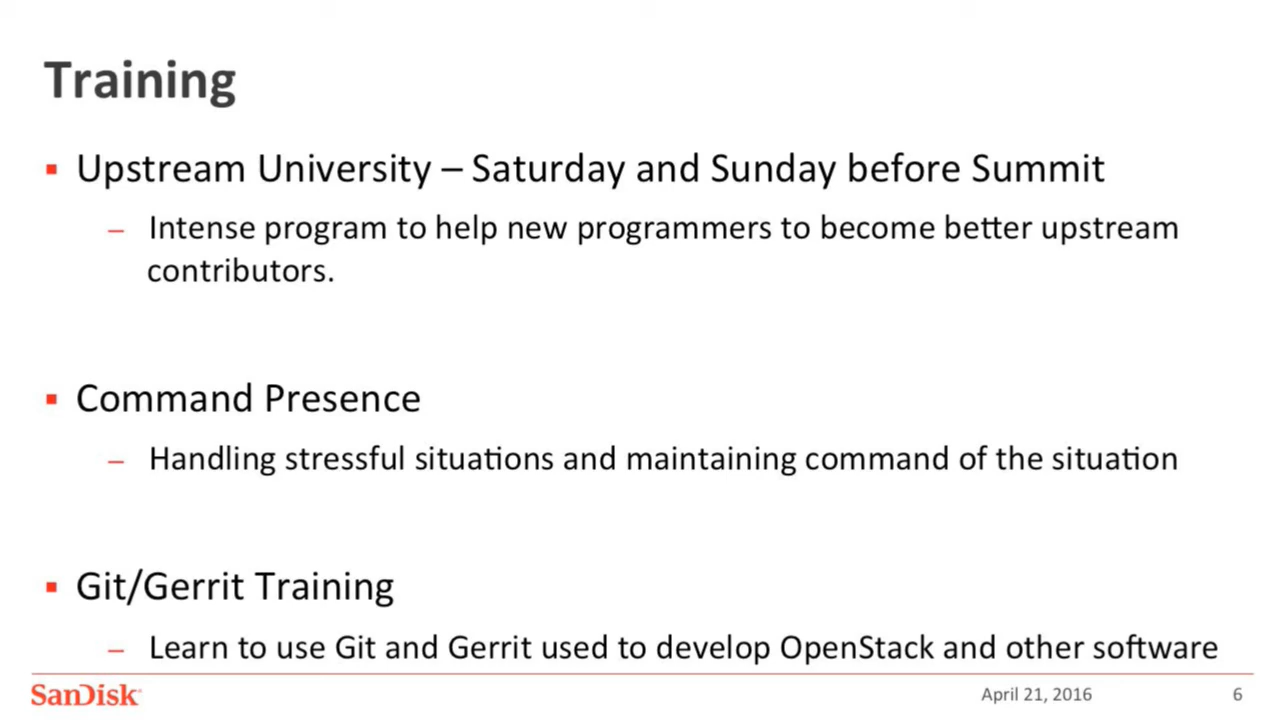 Training
▪ Upstream University – Saturday and Sunday before Summit
– Intense program to help new programmers to become better upstream
contributors.
▪ Command Presence
– Handling stressful situations and maintaining command of the situation
▪ Git/Gerrit Training
– Learn to use Git and Gerrit used to develop OpenStack and other software
SanDisk® April 21, 2016 6